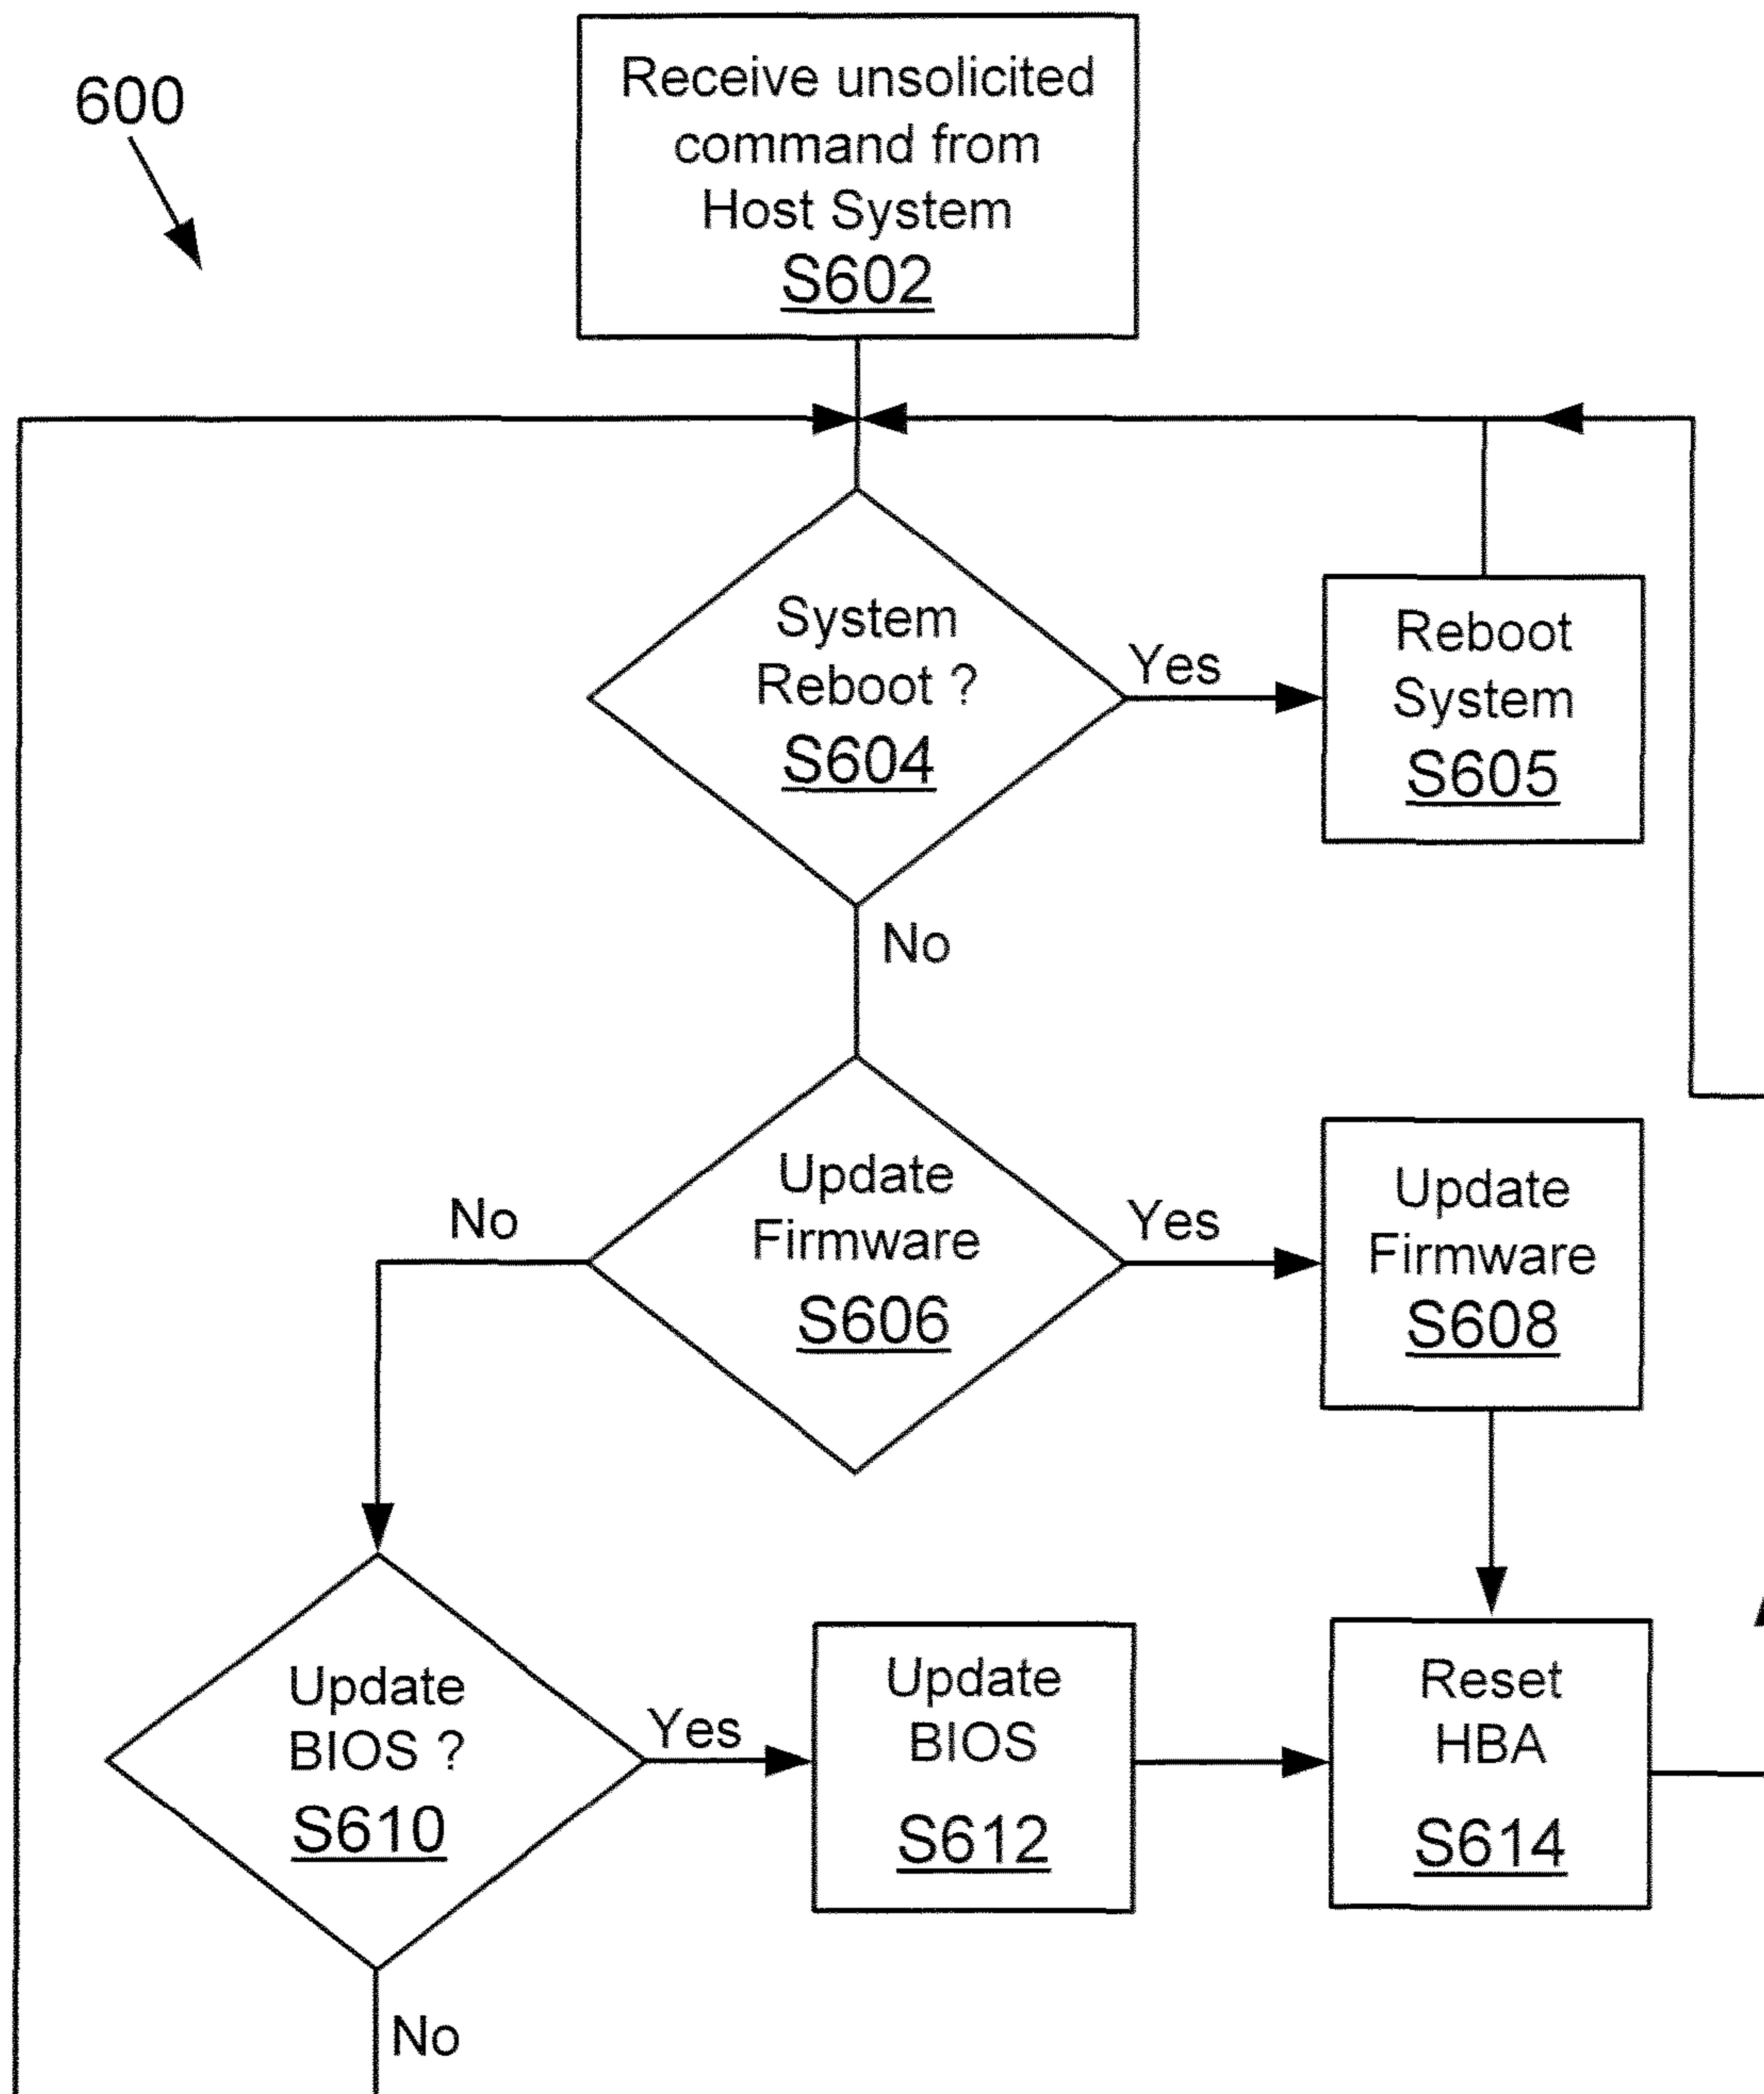 600
Receive unsolicited
command from
Host System
S602
System
Reboot ?
S604
Yes
Reboot
System
S605
No
Update
Firmware
S606
No
Yes
Update
Firmware
S608
Update
BIOS ?
S610
Yes
Update
BIOS
S612
Reset
HBA
S614
No